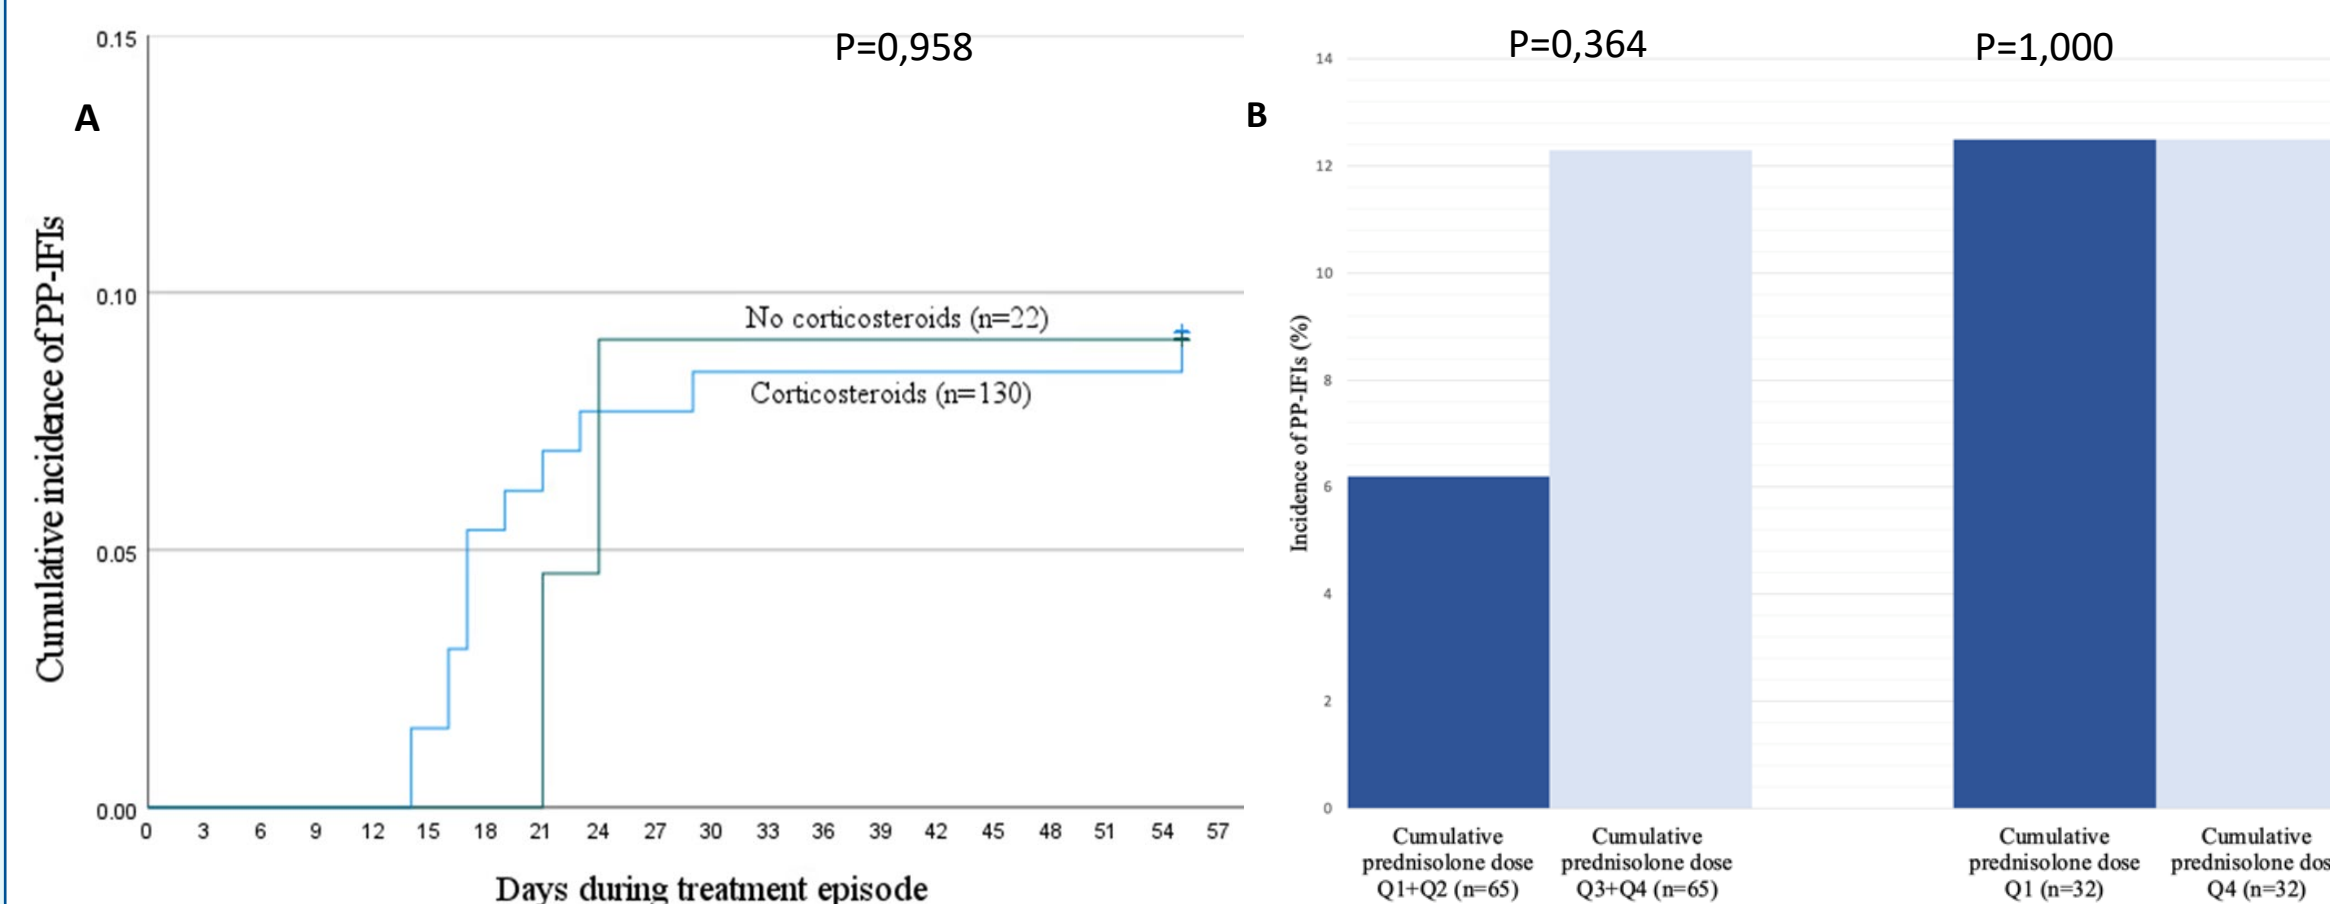 A
P=0,958
0.15
0.10
0.05
0.00
Cumulative incidence of PP-IFIs
No corticosteroids (n=22)
Corticosteroids (n=130)
0 3 6 9 12 15 18 21 24 27 30 33 36 39 42 45 48 51 54 57
Days during treatment episode
B
P=0,364
P=1,000
14
12
10
8
6
4
2
0
Incidence of PP-IFIs (%)
Cumulative
prednisolone dose
Q1+Q2 (n=65)
Cumulative
prednisolone dose
Q3+Q4 (n=65)
Cumulative
prednisolone dose
Q1 (n=32)
Cumulative
prednisolone dos
Q4 (n=32)